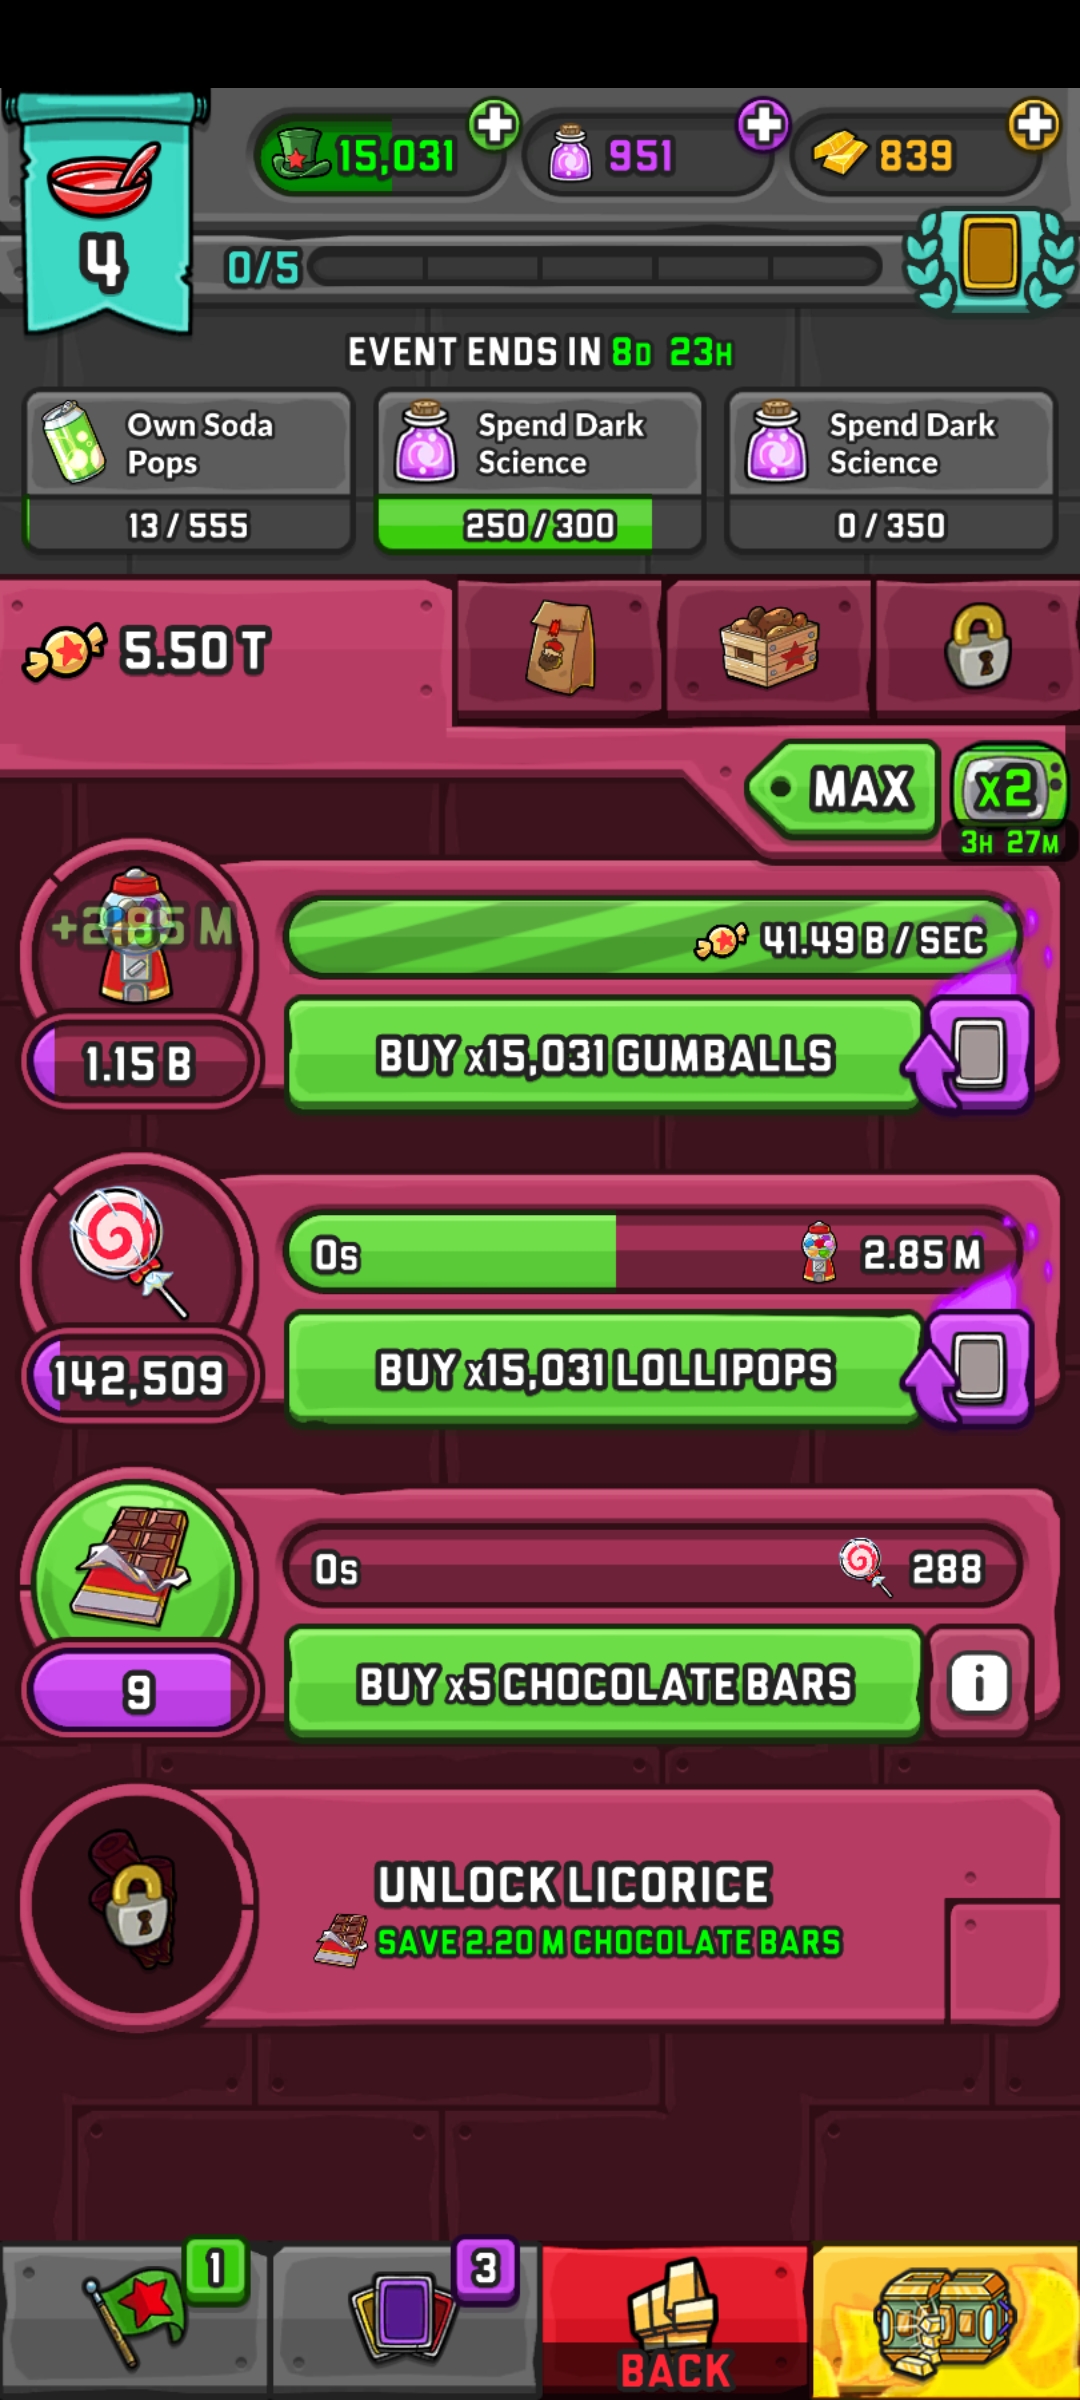 15,031
951
839
4
0/5
EVENT ENDS IN 8D 23H
Own Soda
Pops
13 / 555
Spend Dark
Science
250 / 300
Spend Dark
Science
0 / 350
5.50 T
MAX
x2
3H 27M
+2.85 M
41.49 B / SEC
1.15 B
BUY x15,031 GUMBALLS
0s
2.85 M
142,509
BUY x15,031 LOLLIPOPS
0s
288
9
BUY x5 CHOCOLATE BARS
i
UNLOCK LICORICE
SAVE 2.20 M CHOCOLATE BARS
1
3
BACK